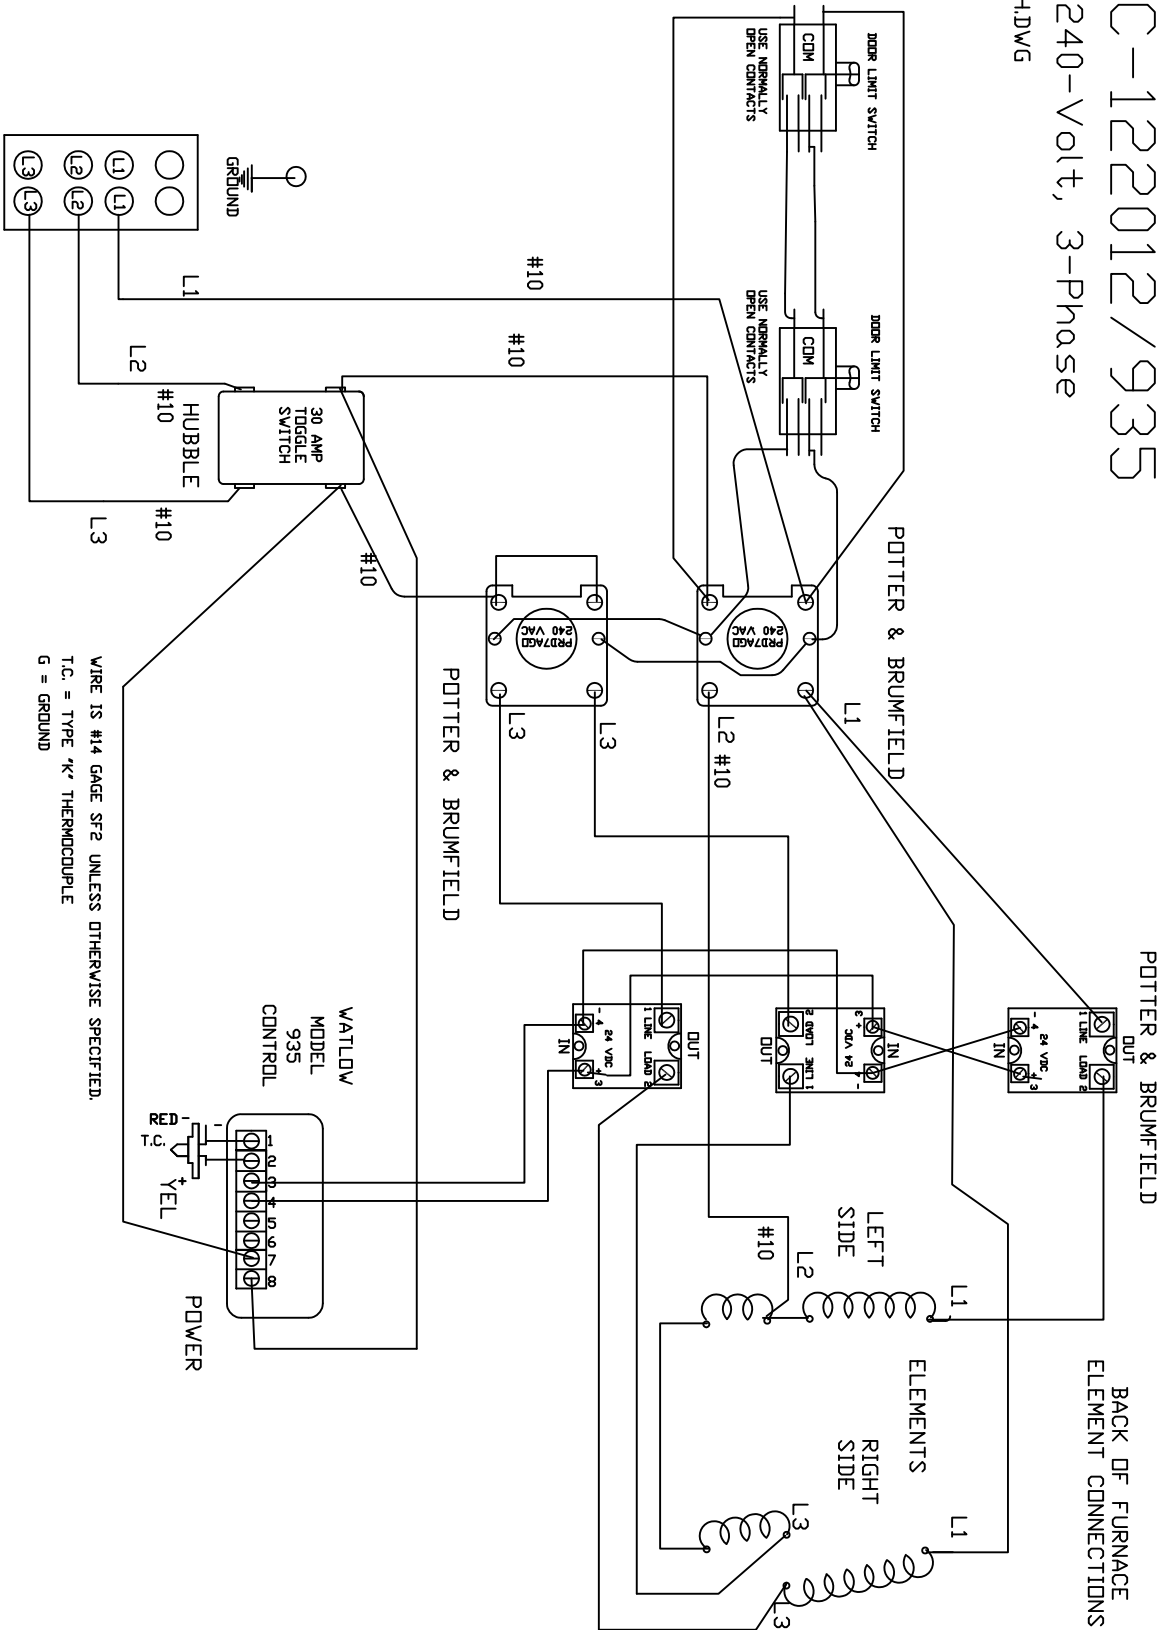 C-122012/935
240-Volt, 3-Phase
H.DWG
DOOR LIMIT SWITCH
COM
USE NORMALLY
OPEN CONTACTS
DOOR LIMIT SWITCH
COM
USE NORMALLY
OPEN CONTACTS
GROUND
L1
L1
L2
L2
L3
L3
L1
#10
#10
L2
#10
HUBBLE
30 AMP
TOGGLE
SWITCH
L3
#10
#10
POTTER & BRUMFIELD
PRD7AGO
240 VAC
L1
L2 #10
PRD7AGO
240 VAC
L3
L3
POTTER & BRUMFIELD
WIRE IS #14 GAGE SF2 UNLESS OTHERWISE SPECIFIED.
T.C. = TYPE "K" THERMOCOUPLE
G = GROUND
POTTER & BRUMFIELD
OUT
1 LINE LOAD 2
24 VDC
- 4
+ 3
IN
IN
3 +
4 -
24 VDC
2 LOAD LINE 1
OUT
OUT
1 LINE LOAD 2
24 VDC
- 4
+ 3
IN
WATLOW
MODEL
935
CONTROL
1
2
3
4
5
6
7
8
RED -
-
T.C.
+
YEL
POWER
LEFT
SIDE
#10
L2
L1
ELEMENTS
RIGHT
SIDE
L3
L1
L3
BACK OF FURNACE
ELEMENT CONNECTIONS